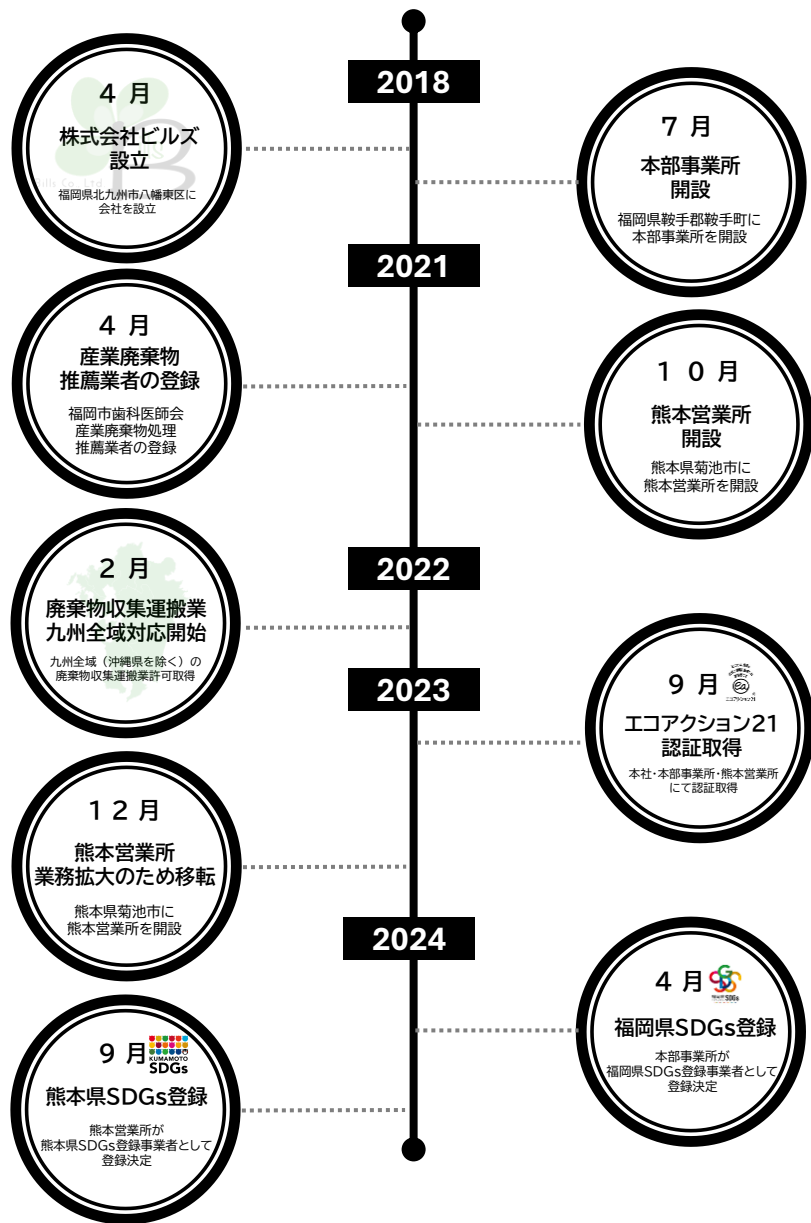 2018
4 月
株式会社ビルズ
設立
福岡県北九州市八幡東区に
会社を設立
7 月
本部事業所
開設
福岡県鞍手郡鞍手町に
本部事業所を開設
2021
4 月
産業廃棄物
推薦業者の登録
福岡市歯科医師会
産業廃棄物処理
推薦業者の登録
10 月
熊本営業所
開設
熊本県菊池市に
熊本営業所を開設
2022
2 月
廃棄物収集運搬業
九州全域対応開始
九州全域（沖縄県を除く）の
廃棄物収集運搬業許可取得
2023
9 月
エコアクション21
エコアクション21
認証取得
本社・本部事業所・熊本営業所
にて認証取得
12 月
熊本営業所
業務拡大のため移転
熊本県菊池市に
熊本営業所を開設
2024
4 月
福岡県SDGs登録
本部事業所が
福岡県SDGs登録事業者として
登録決定
9 月
KUMAMOTO
SDGs
熊本県SDGs登録
熊本営業所が
熊本県SDGs登録事業者として
登録決定